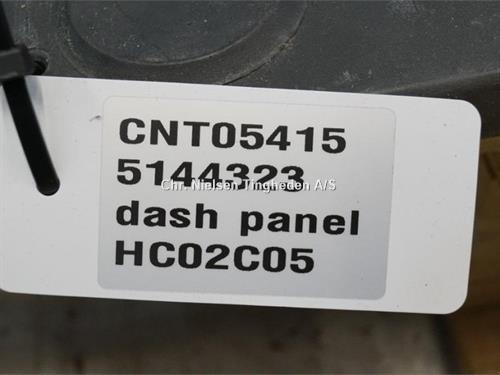 CNT05415
5144323
Chr. Nielsen Tingheden A/S
dash panel
HC02C05